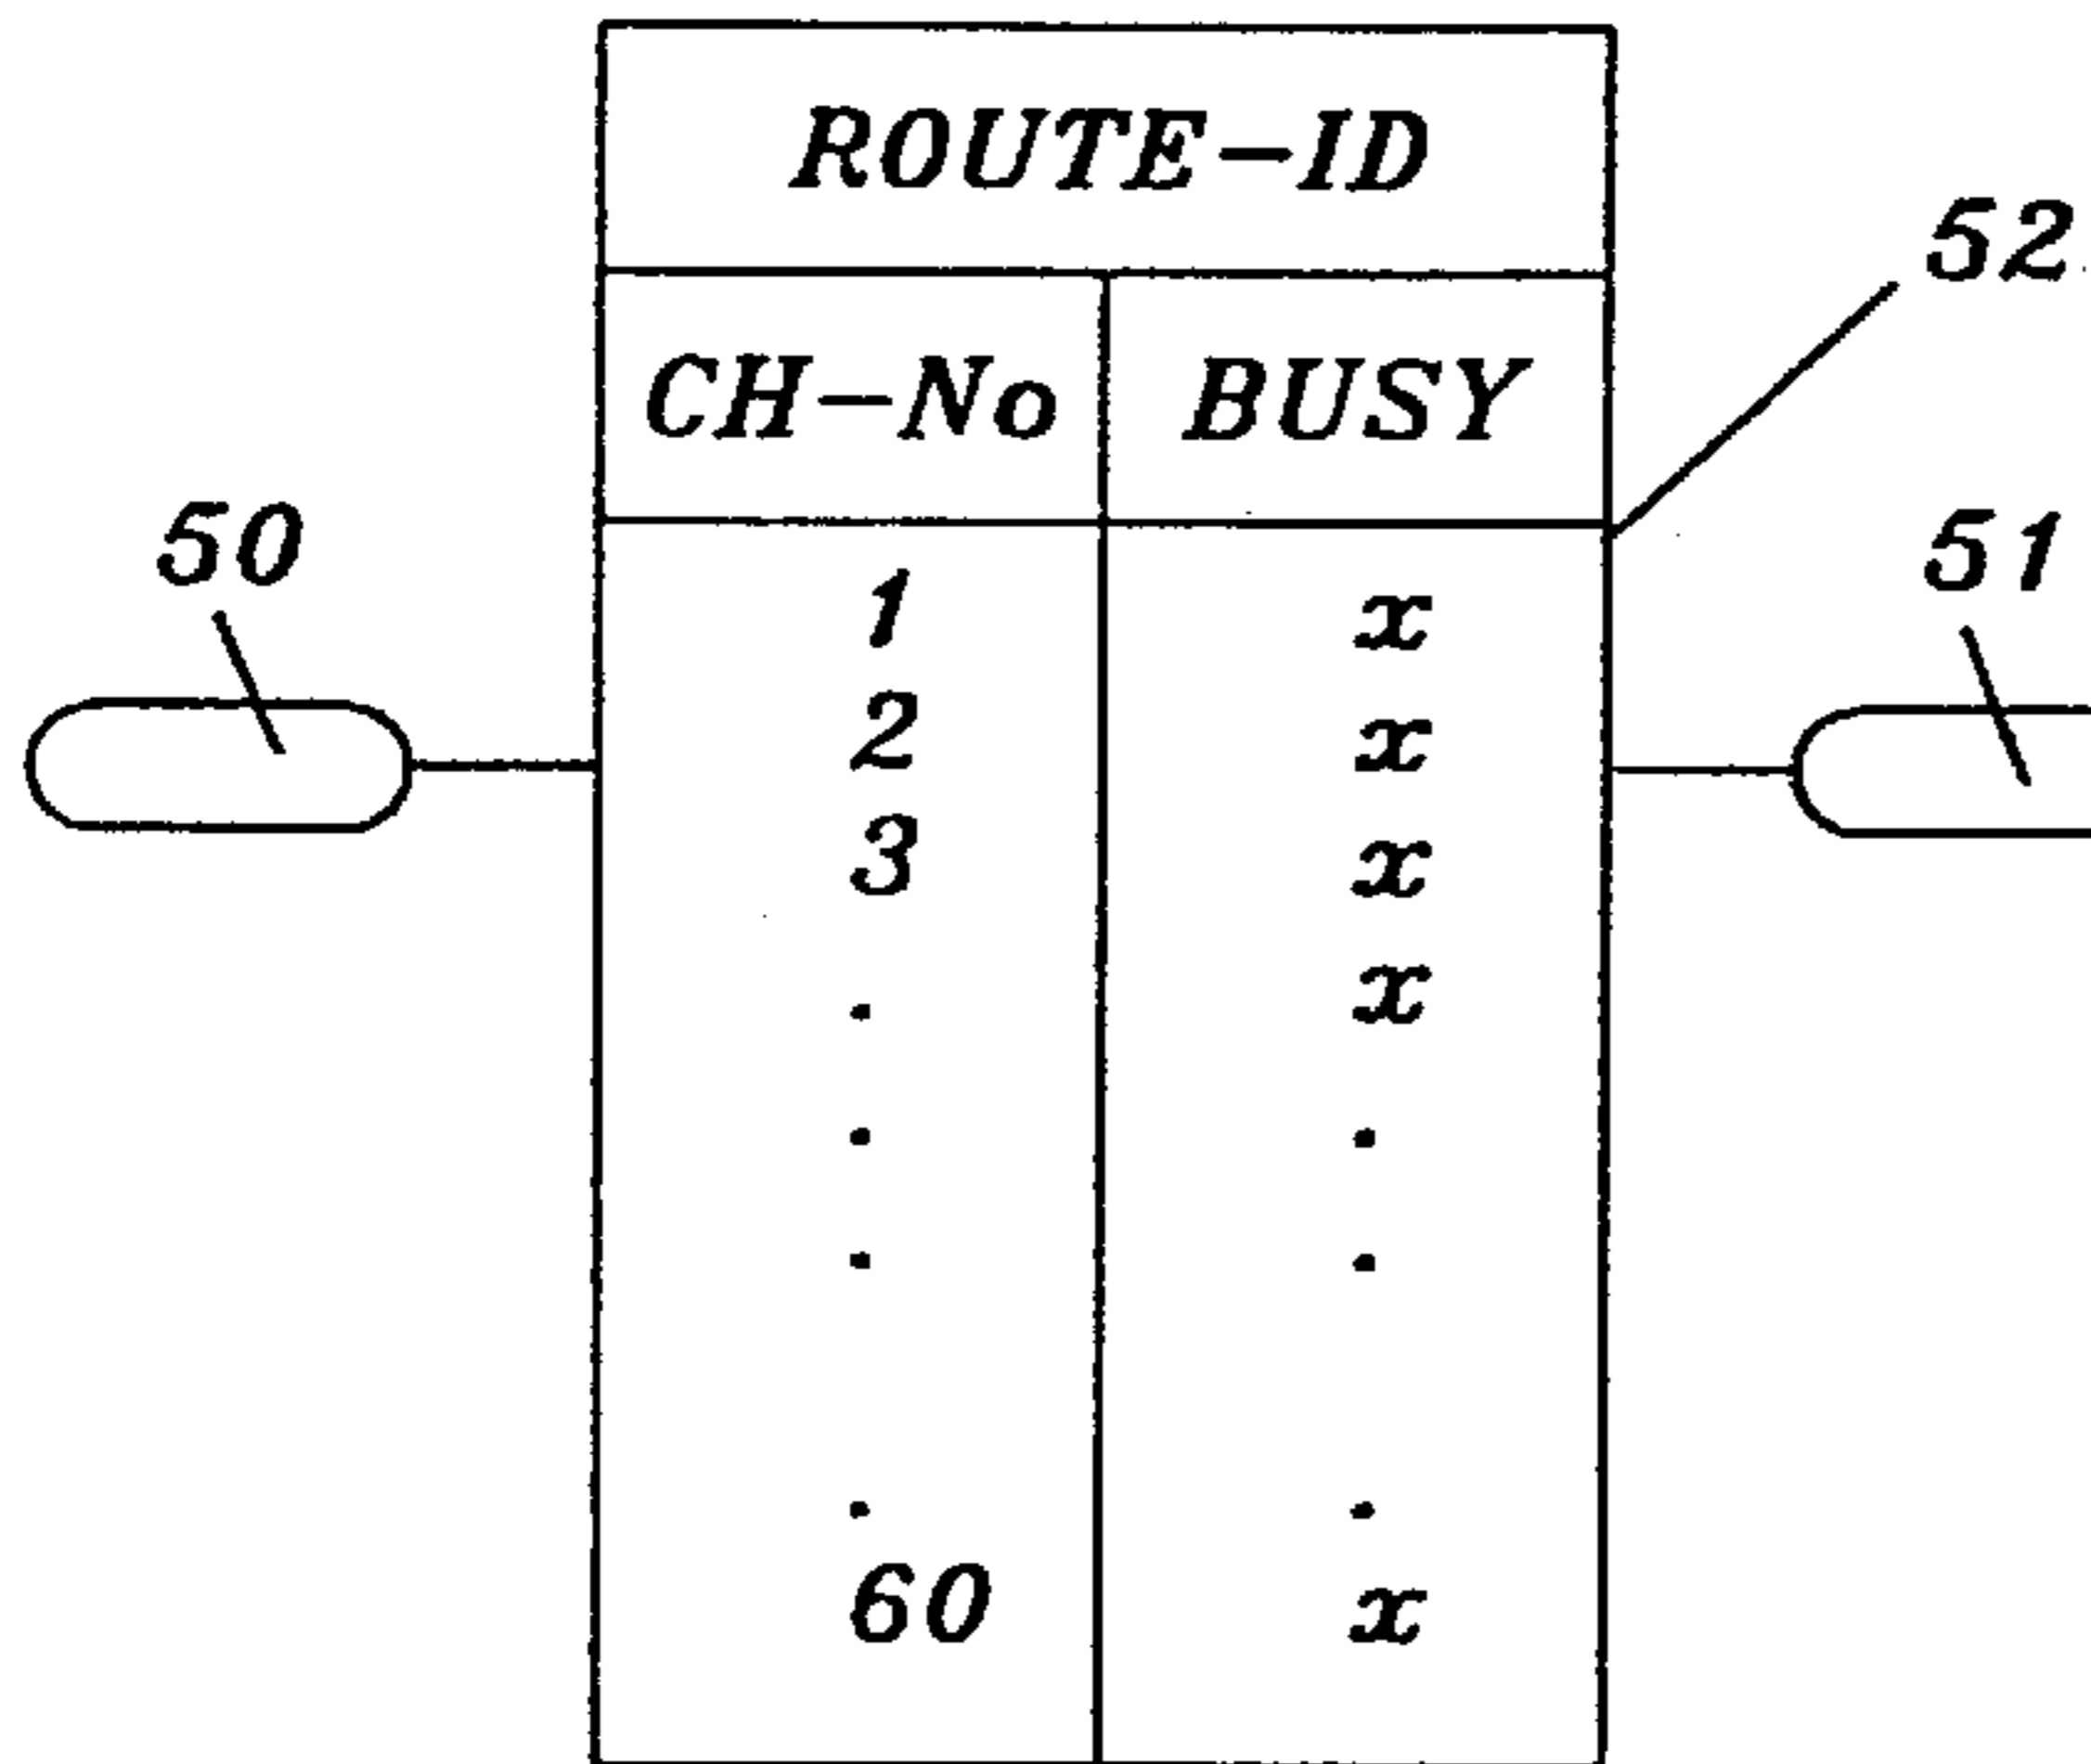 ROUTE-ID
52
CH-No BUSY
50
51
1 x
2 x
3 x
. x
. .
. .
. .
60 x